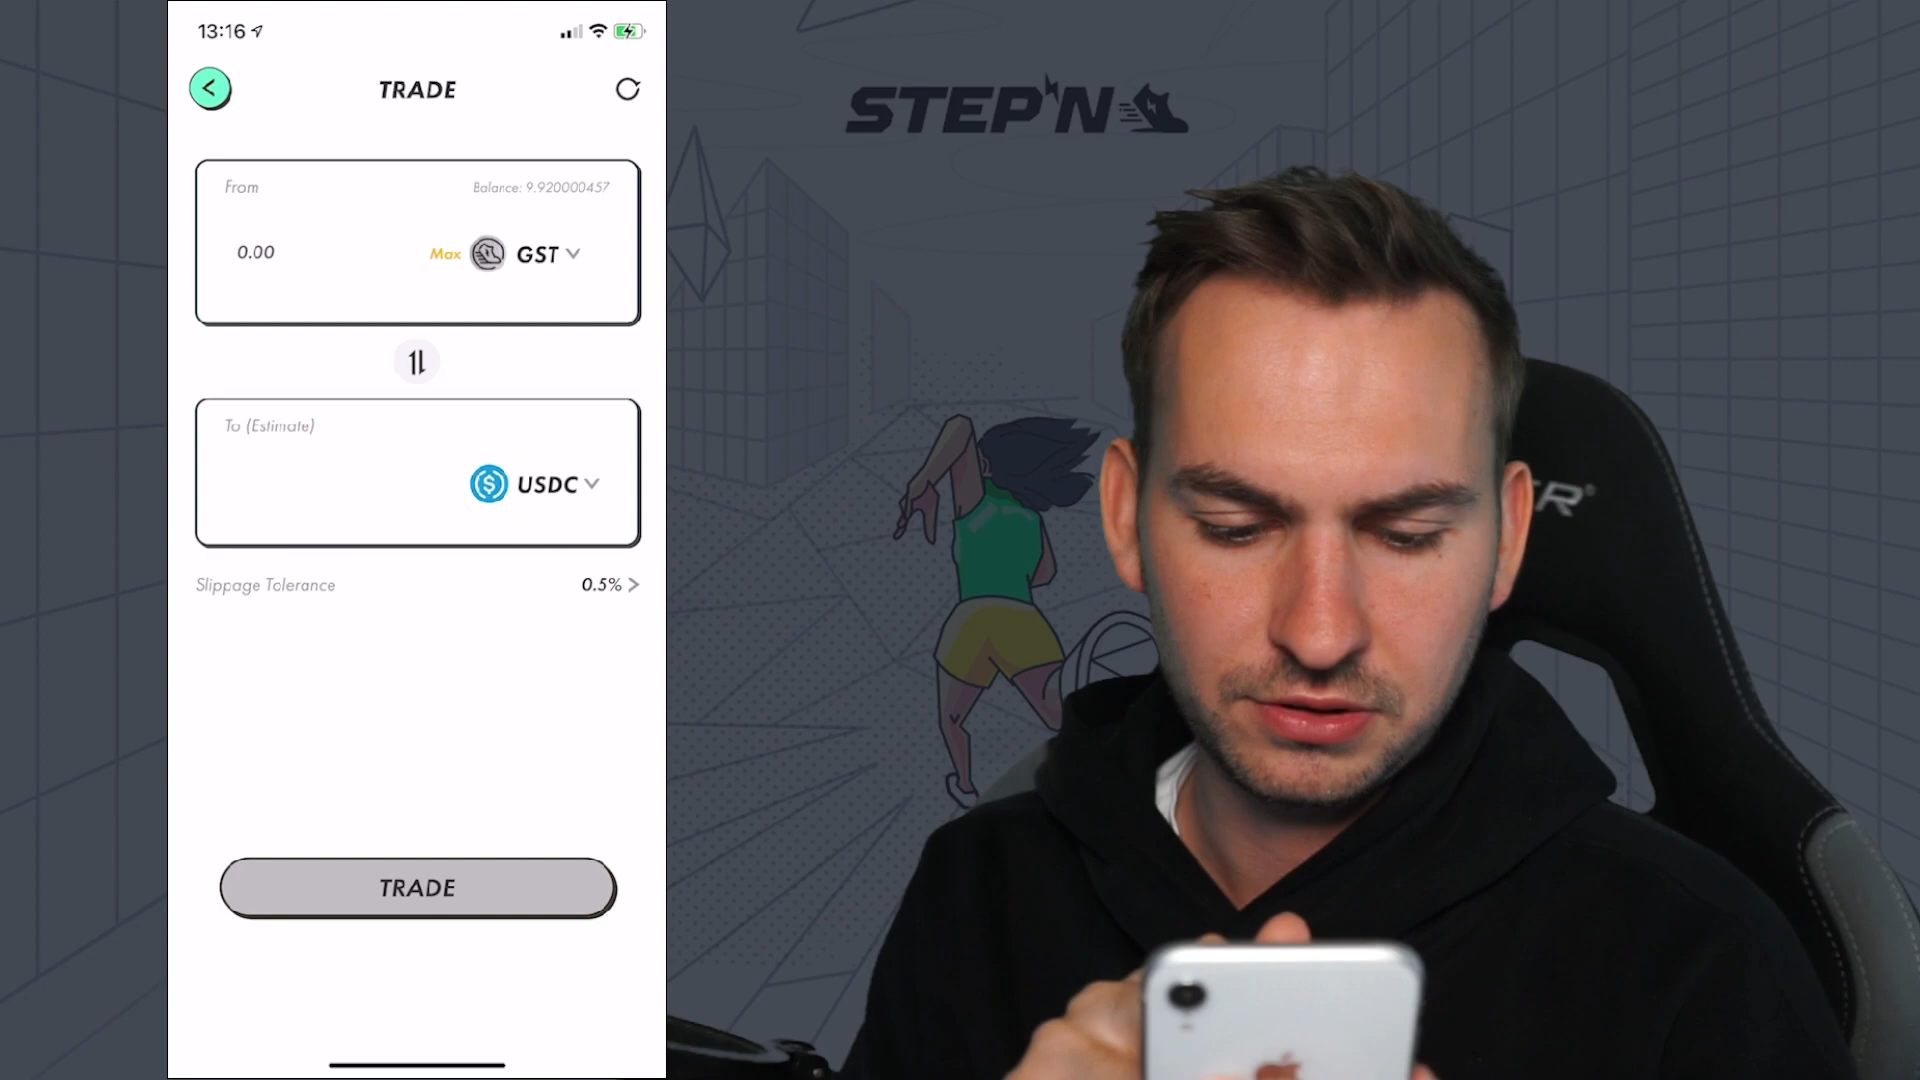 13:16
TRADE
From
Balance: 9.920000457
0.00
Max
GST
To (Estimate)
USDC
Slippage Tolerance
0.5%
TRADE
STEP'N
R®